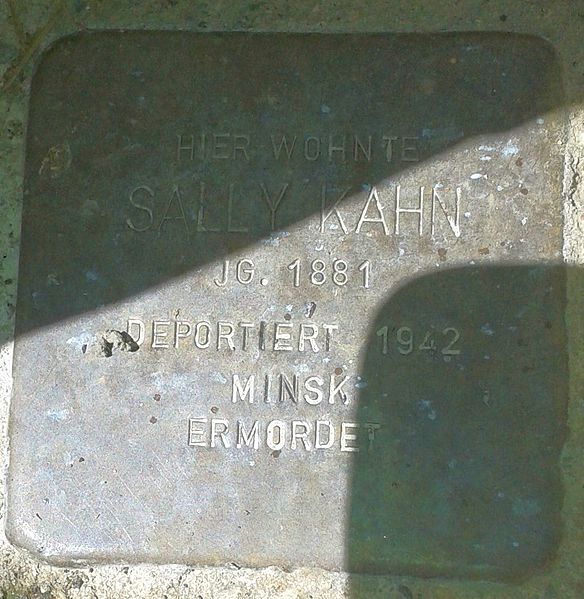 HIER WOHNTE
SALLY KAHN
JG. 1881
DEPORTIERT 1942
MINSK
ERMORDET